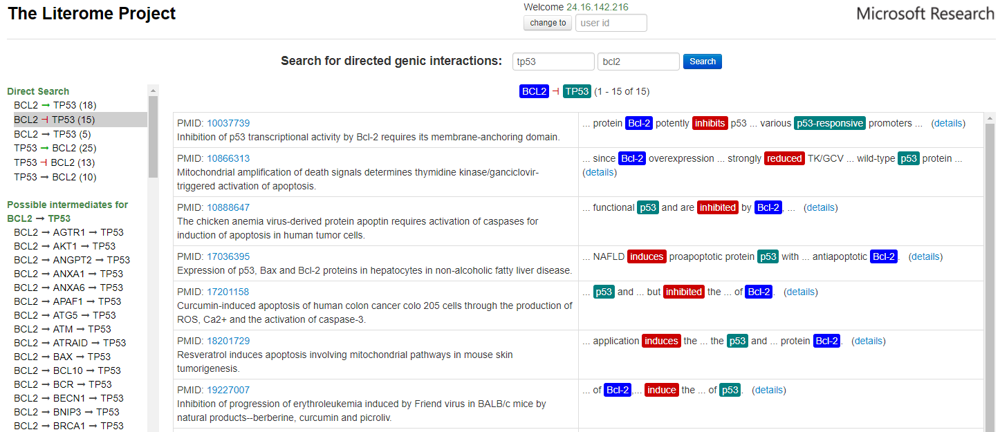 The Literome Project
Welcome 24.16.142.216
change to user id
Microsoft Research
Search for directed genic interactions: tp53 bcl2 Search
Direct Search
BCL2 → TP53 (18)
BCL2 ⊣ TP53 (15)
BCL2 → TP53 (5)
TP53 → BCL2 (25)
TP53 ⊣ BCL2 (13)
TP53 → BCL2 (10)
Possible intermediates for
BCL2 → TP53
BCL2 → AGTR1 → TP53
BCL2 → AKT1 → TP53
BCL2 → ANGPT2 → TP53
BCL2 → ANXA1 → TP53
BCL2 → ANXA6 → TP53
BCL2 → APAF1 → TP53
BCL2 → ATG5 → TP53
BCL2 → ATM → TP53
BCL2 → ATRAID → TP53
BCL2 → BAX → TP53
BCL2 → BCL10 → TP53
BCL2 → BCR → TP53
BCL2 → BECN1 → TP53
BCL2 → BNIP3 → TP53
BCL2 → BRCA1 → TP53
BCL2 ⊣ TP53 (1 - 15 of 15)
PMID: 10037739
Inhibition of p53 transcriptional activity by Bcl-2 requires its membrane-anchoring domain.
... protein Bcl-2 potently inhibits p53 ... various p53-responsive promoters ... (details)
PMID: 10866313
Mitochondrial amplification of death signals determines thymidine kinase/ganciclovir-
triggered activation of apoptosis.
... since Bcl-2 overexpression ... strongly reduced TK/GCV ... wild-type p53 protein ...
(details)
PMID: 10888647
The chicken anemia virus-derived protein apoptin requires activation of caspases for
induction of apoptosis in human tumor cells.
... functional p53 and are inhibited by Bcl-2, ... (details)
PMID: 17036395
Expression of p53, Bax and Bcl-2 proteins in hepatocytes in non-alcoholic fatty liver disease.
... NAFLD induces proapoptotic protein p53 with ... antiapoptotic Bcl-2. (details)
PMID: 17201158
Curcumin-induced apoptosis of human colon cancer colo 205 cells through the production of
ROS, Ca2+ and the activation of caspase-3.
... p53 and ... but inhibited the ... of Bcl-2. (details)
PMID: 18201729
Resveratrol induces apoptosis involving mitochondrial pathways in mouse skin
tumorigenesis.
... application induces the ... the p53 and ... protein Bcl-2. (details)
PMID: 19227007
Inhibition of progression of erythroleukemia induced by Friend virus in BALB/c mice by
natural products--berberine, curcumin and picroliv.
... of Bcl-2,... induce the ... of p53. (details)